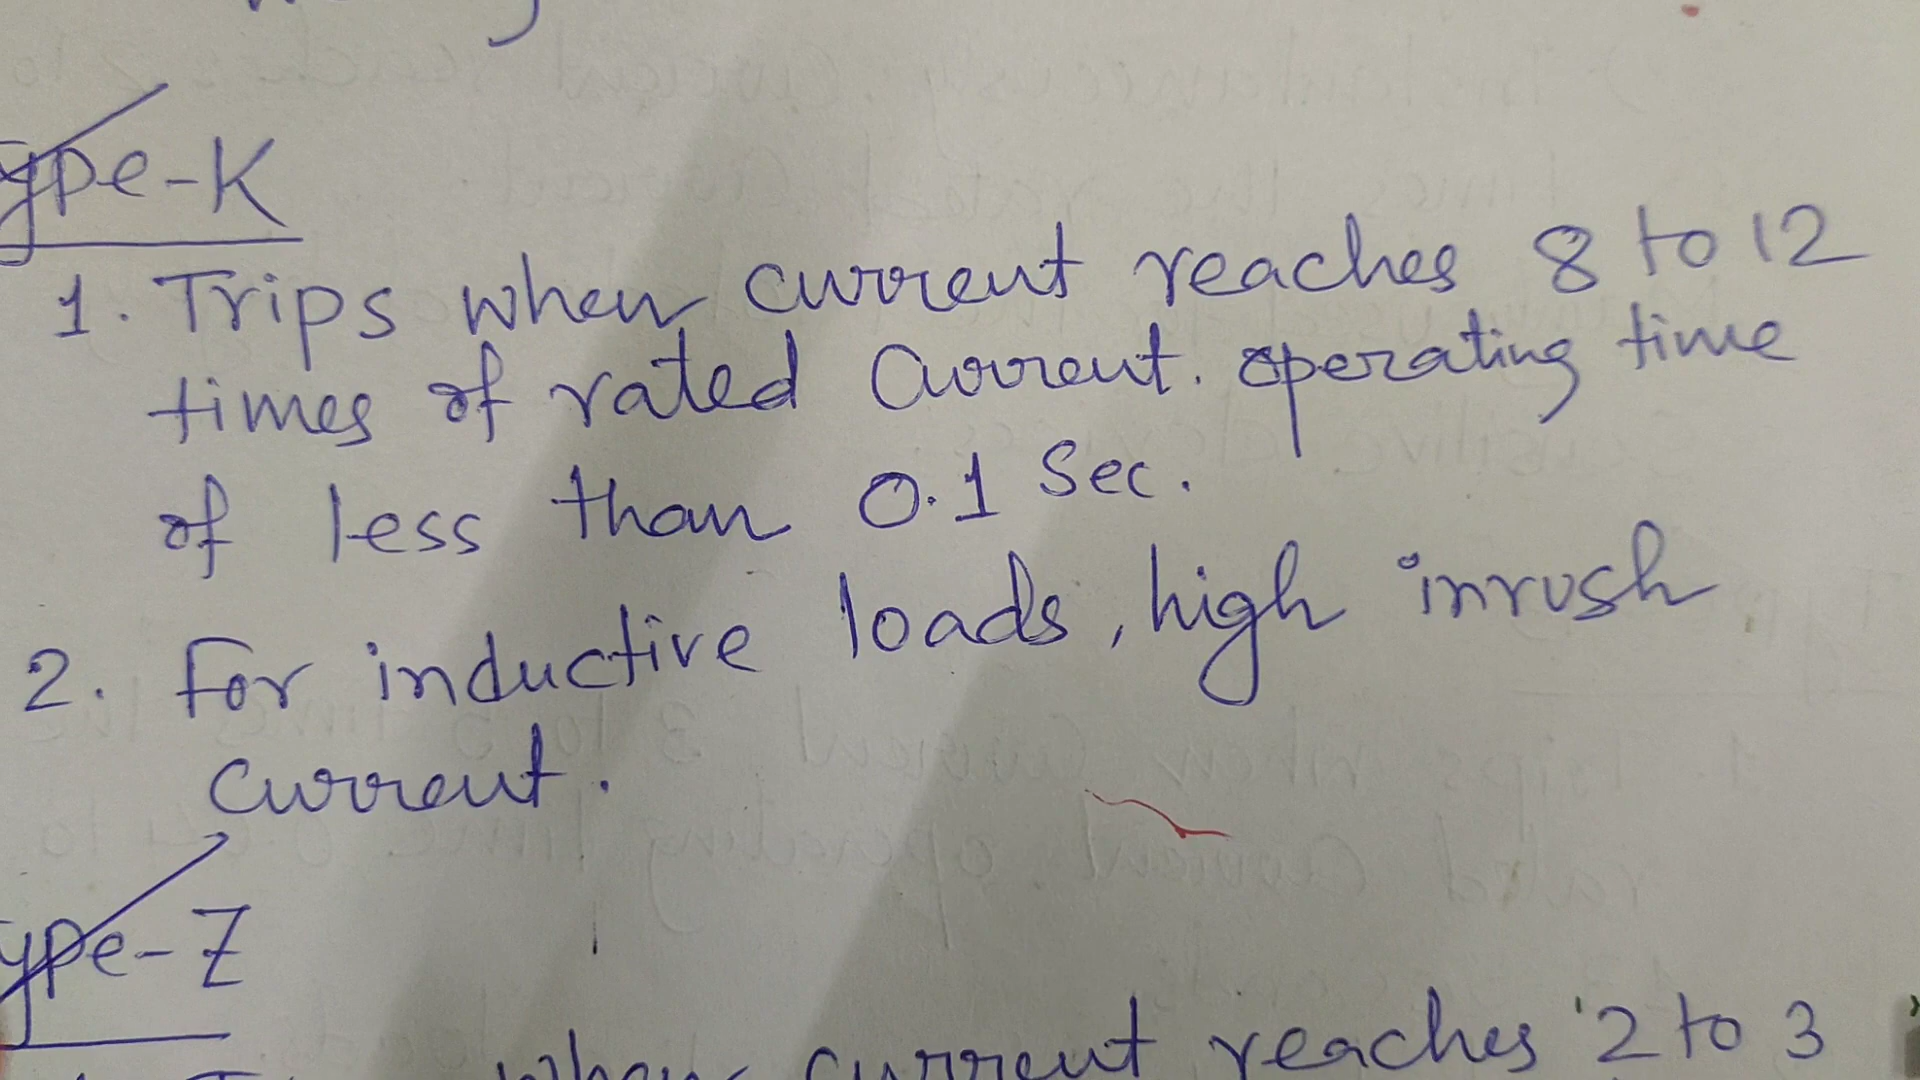 ype-K
1. Trips when current reaches 8 to 12
times of rated Current. operating time
of less than 0.1 Sec.
2. For inductive loads, high inrush
current.
ype-Z
when current reaches 2 to 3